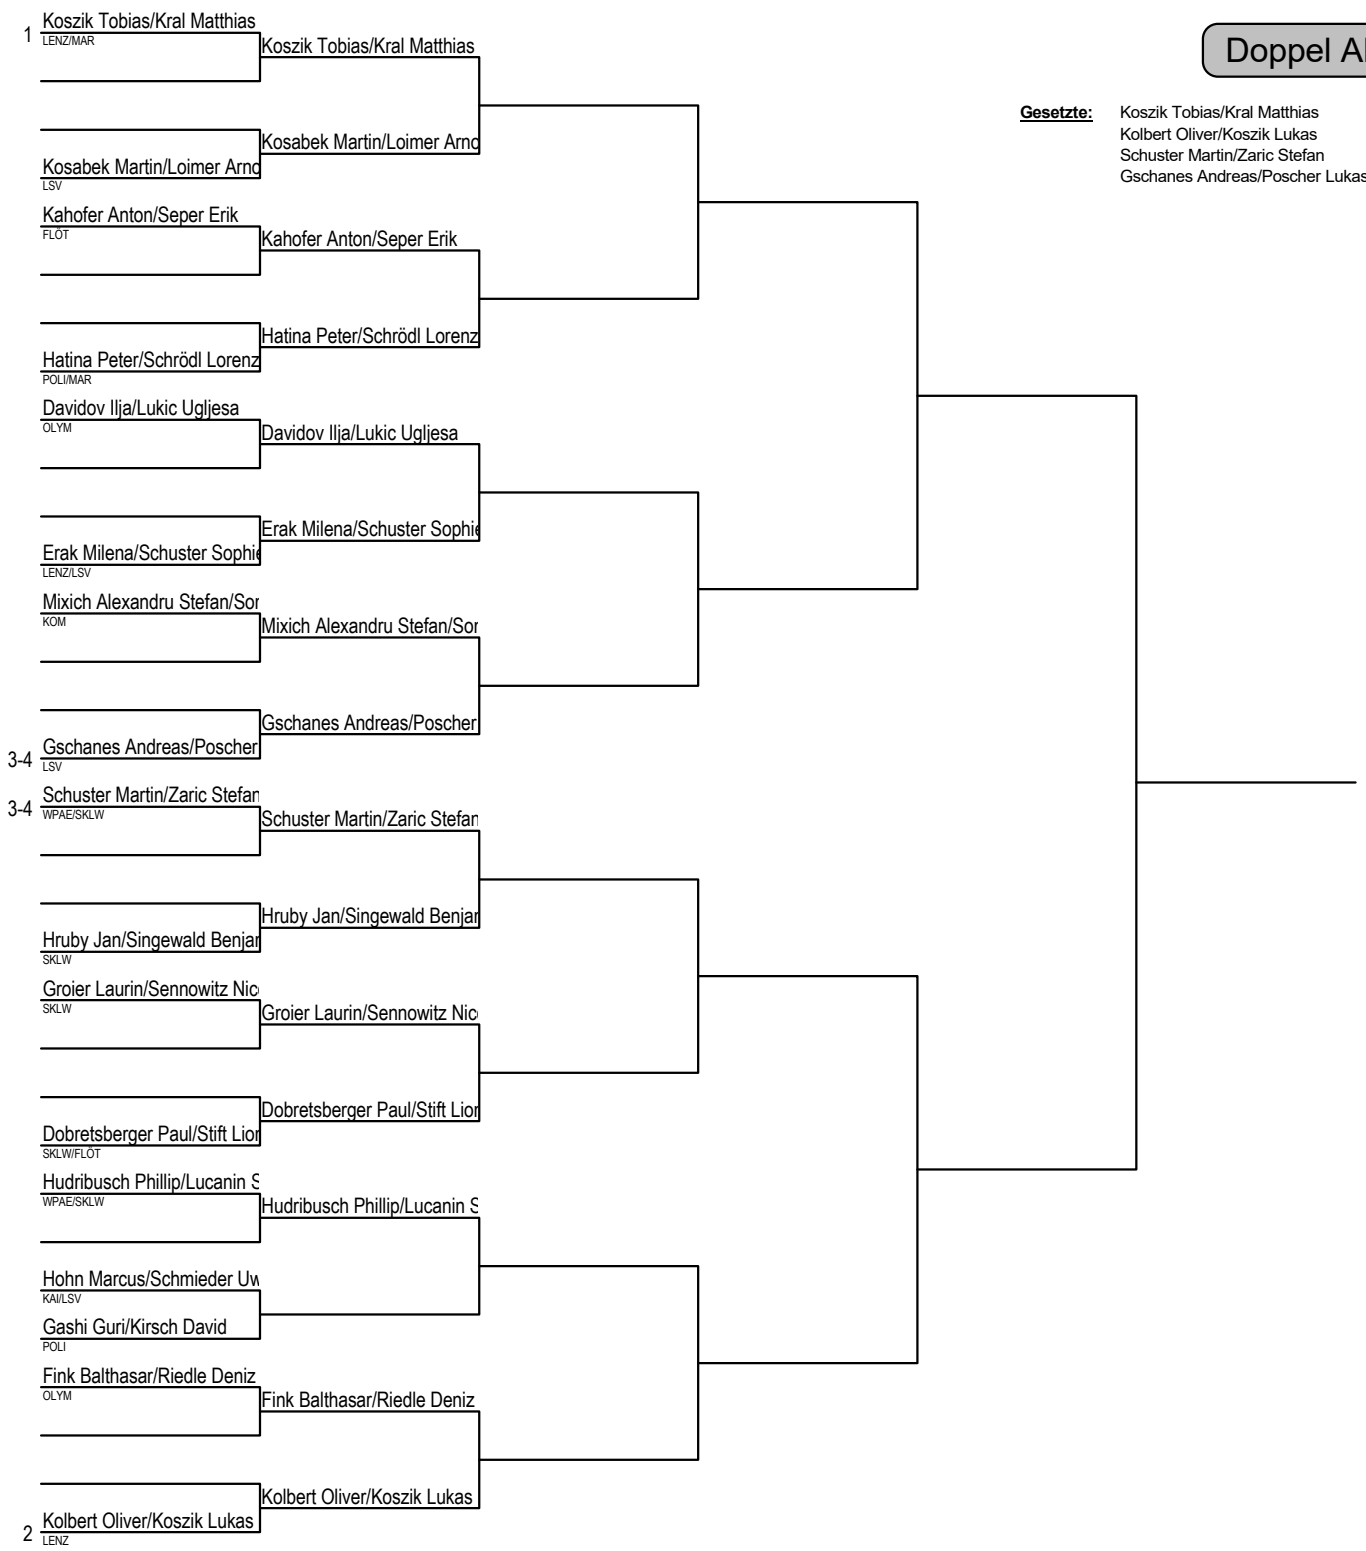 Doppel
Gesetzte: Koszik Tobias/Kral Matthias
Kolbert Oliver/Koszik Lukas
Schuster Martin/Zaric Stefan
Gschanes Andreas/Poscher Lukas
1 Koszik Tobias/Kral Matthias
LENZ/MAR
Koszik Tobias/Kral Matthias
Kosabek Martin/Loimer Arno
Kosabek Martin/Loimer Arno
LSV
Kahofer Anton/Seper Erik
FLÖT
Kahofer Anton/Seper Erik
Hatina Peter/Schrödl Lorenz
Hatina Peter/Schrödl Lorenz
POLI/MAR
Davidov Ilja/Lukic Ugljesa
OLYM
Davidov Ilja/Lukic Ugljesa
Erak Milena/Schuster Sophie
Erak Milena/Schuster Sophie
LENZ/LSV
Mixich Alexandru Stefan/Sor
KOM
Mixich Alexandru Stefan/Sor
Gschanes Andreas/Poscher
3-4 Gschanes Andreas/Poscher
LSV
3-4 Schuster Martin/Zaric Stefan
WPAE/SKLW
Schuster Martin/Zaric Stefan
Hruby Jan/Singewald Benjar
Hruby Jan/Singewald Benjar
SKLW
Groier Laurin/Sennowitz Nic
SKLW
Groier Laurin/Sennowitz Nic
Dobretsberger Paul/Stift Lior
Dobretsberger Paul/Stift Lior
SKLW/FLÖT
Hudribusch Phillip/Lucanin S
WPAE/SKLW
Hudribusch Phillip/Lucanin S
Hohn Marcus/Schmieder Uw
KAI/LSV
Gashi Guri/Kirsch David
POLI
Fink Balthasar/Riedle Deniz
OLYM
Fink Balthasar/Riedle Deniz
Kolbert Oliver/Koszik Lukas
2 Kolbert Oliver/Koszik Lukas
LENZ